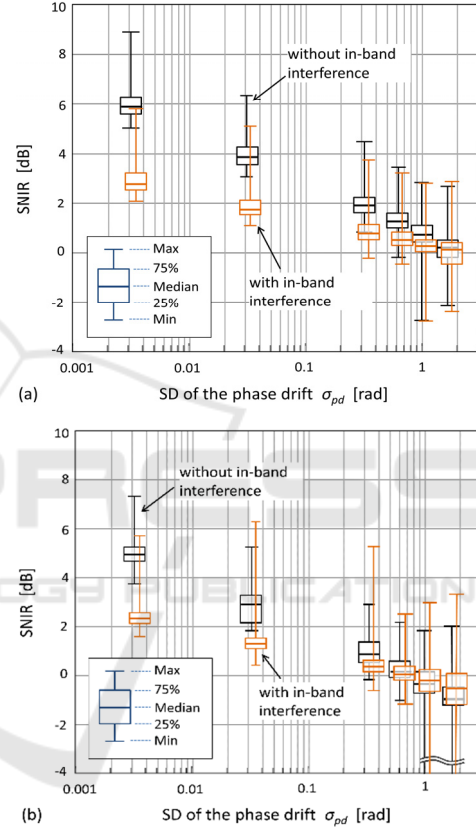 10
8
6
4
2
0
-2
-4
SNIR [dB]
without in-band
interference
with in-band
interference
Max
75%
Median
25%
Min
0.001
0.01
0.1
1
(a)
SD of the phase drift σpd [rad]
10
8
6
4
2
0
-2
-4
SNIR [dB]
without in-band
interference
with in-band
interference
Max
75%
Median
25%
Min
0.001
0.01
0.1
1
(b)
SD of the phase drift σpd [rad]
PRESS
OGY PUBLICATION